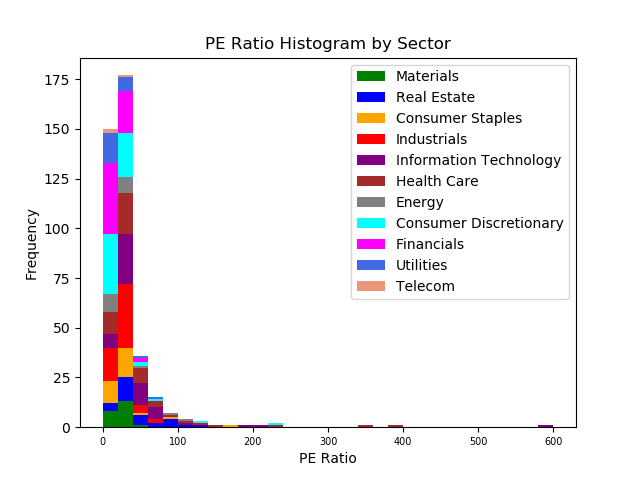 PE Ratio Histogram by Sector
175
150
125
100
75
50
25
0
Frequency
Materials
Real Estate
Consumer Staples
Industrials
Information Technology
Health Care
Energy
Consumer Discretionary
Financials
Utilities
Telecom
0 100 200 300 400 500 600
PE Ratio